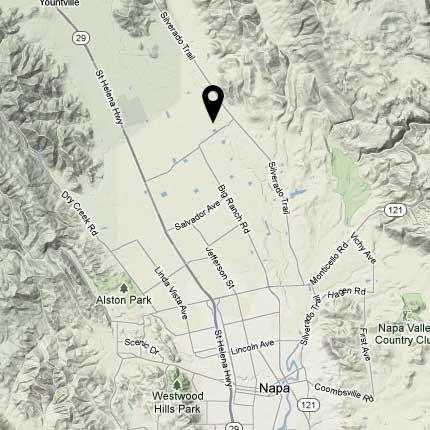 Yountville
29
Silverado Trail
St Helena Hwy
Silverado Trail
Dry Creek Rd
Big Ranch Rd
Salvador Ave
121
Vichy Ave
Monticello Rd
Jefferson St
Linda Vista Ave
Alston Park
Hagen Rd
Silverado Trail
Napa Valle
Country Clu
First Ave
St Helena Hwy
Scenic Dr
Lincoln Ave
Napa
Coombsville Rd
Westwood
Hills Park
121
29